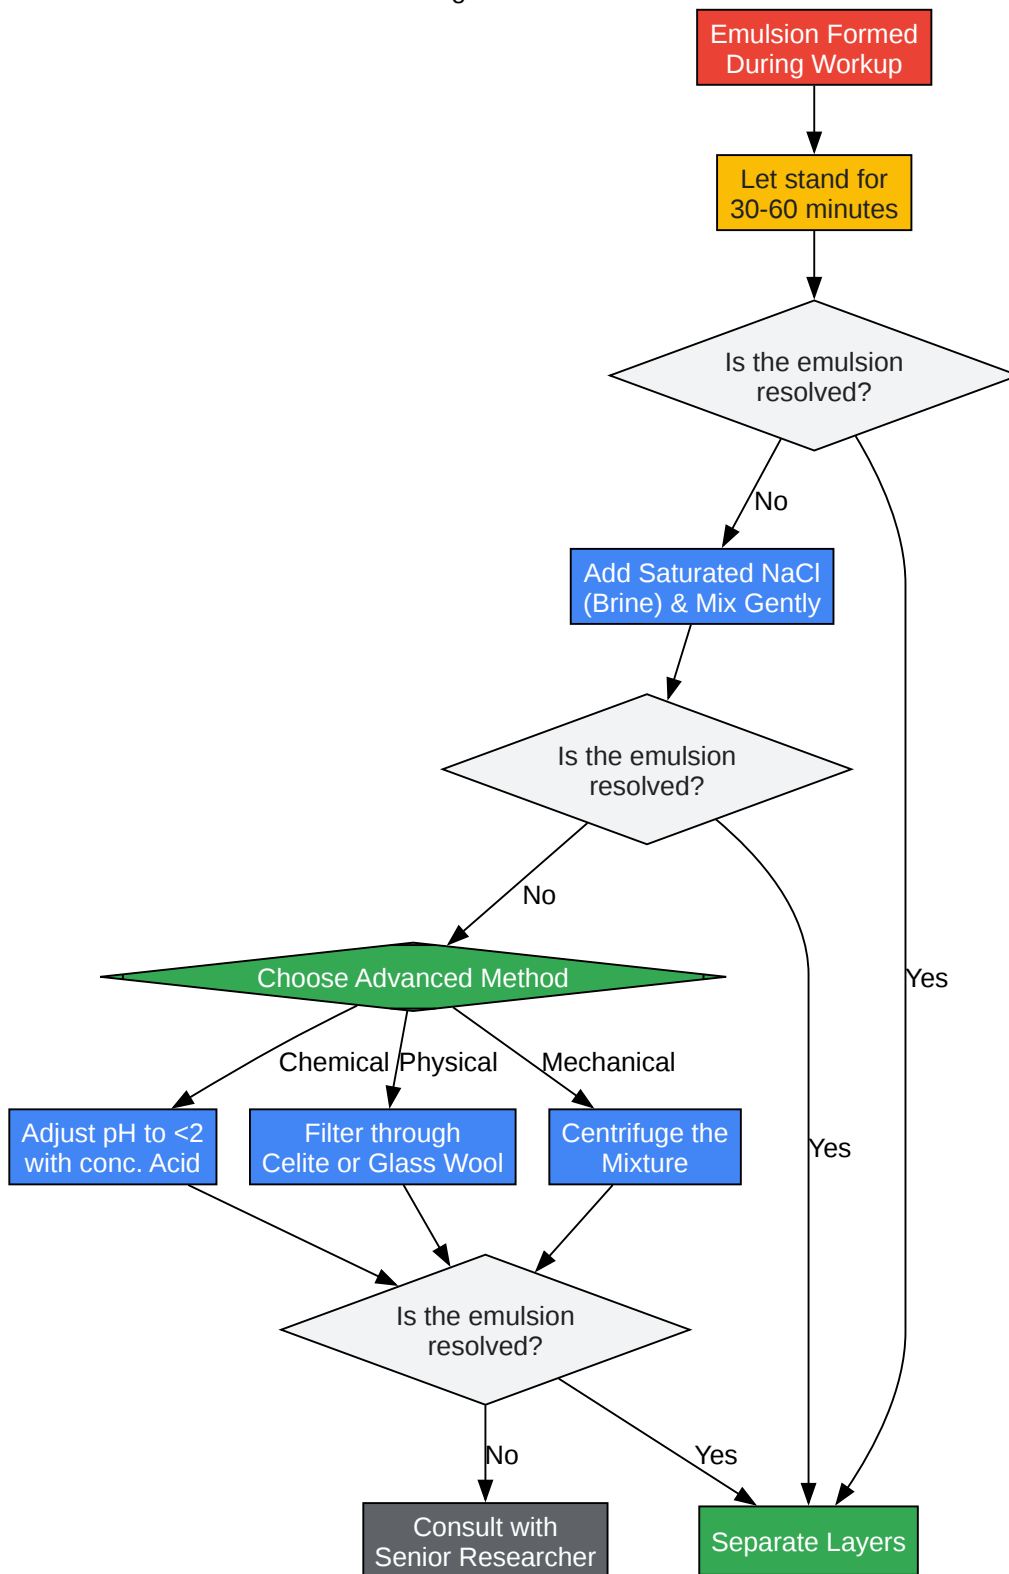 Emulsion Formed
During Workup
Let stand for
30-60 minutes
Is the emulsion
resolved?
No
Add Saturated NaCl
(Brine) & Mix Gently
Is the emulsion
resolved?
No
Choose Advanced Method
Yes
Chemical
Physical
Mechanical
Adjust pH to <2
with conc. Acid
Filter through
Celite or Glass Wool
Centrifuge the
Mixture
Yes
Is the emulsion
resolved?
No
Yes
Consult with
Senior Researcher
Separate Layers